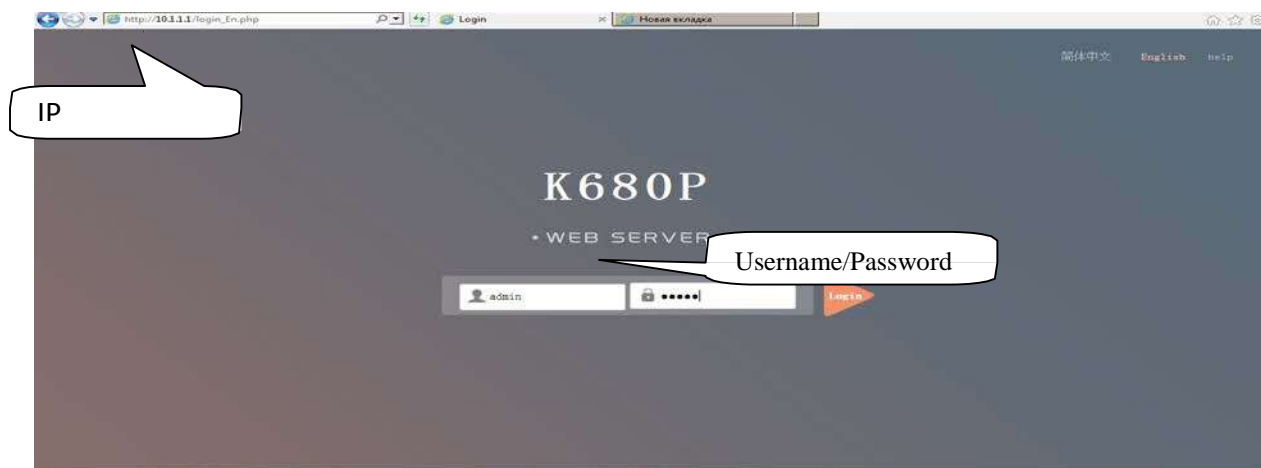 http://10.1.1.1/login_En.php
Login
Новая вкладка
简体中文 English help
IP
K680P
• WEB SERVER
Username/Password
admin
•••••
Login